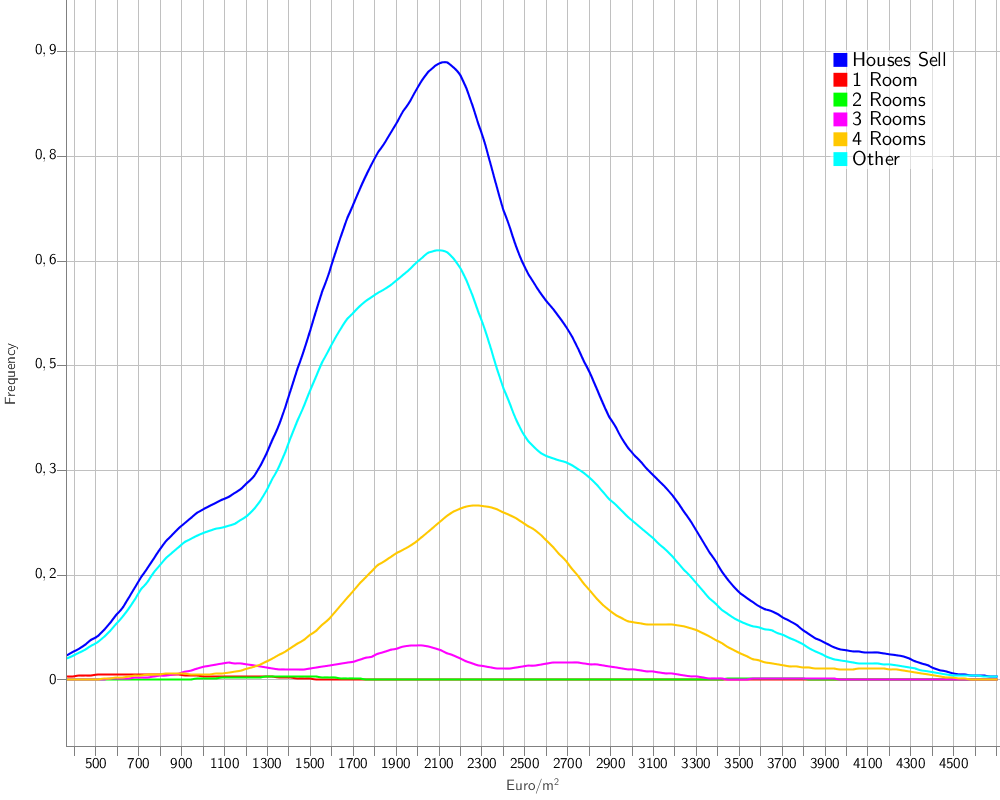 Houses Sell
1 Room
2 Rooms
3 Rooms
4 Rooms
Other
Frequency
0, 9
0, 8
0, 6
0, 5
0, 3
0, 2
0
500 700 900 1100 1300 1500 1700 1900 2100 2300 2500 2700 2900 3100 3300 3500 3700 3900 4100 4300 4500
Euro/m²